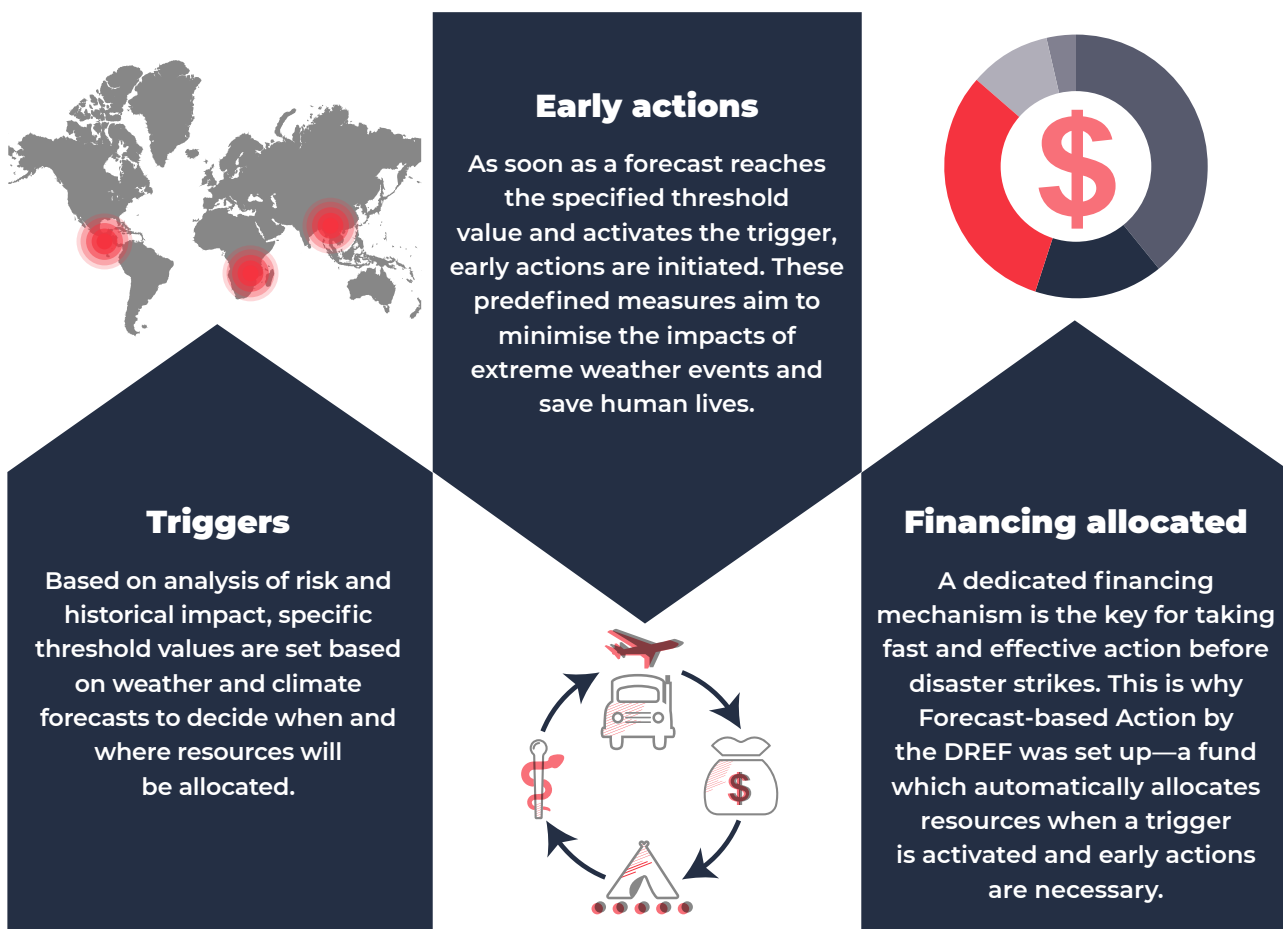 Early actions
As soon as a forecast reaches
the specified threshold
value and activates the trigger,
early actions are initiated. These
predefined measures aim to
minimise the impacts of
extreme weather events and
save human lives.
$
Triggers
Based on analysis of risk and
historical impact, specific
threshold values are set based
on weather and climate
forecasts to decide when and
where resources will
be allocated.
Financing allocated
A dedicated financing
mechanism is the key for taking
fast and effective action before
disaster strikes. This is why
Forecast-based Action by
the DREF was set up—a fund
which automatically allocates
resources when a trigger
is activated and early actions
are necessary.
$